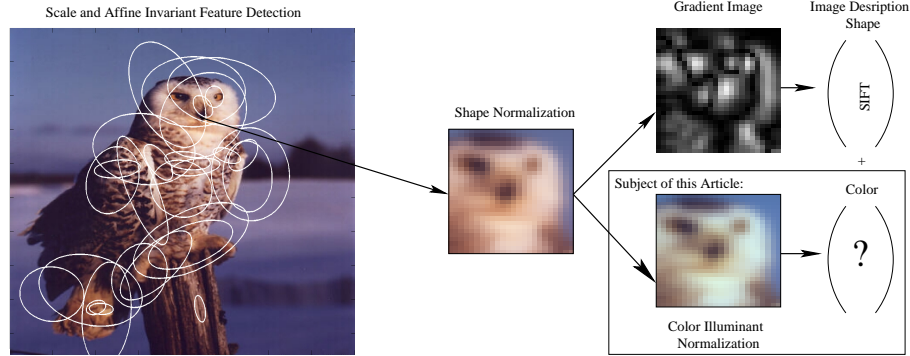 Scale and Affine Invariant Feature Detection
Gradient Image
Image Desription
Shape
Shape Normalization
SIFT
+
Subject of this Article:
Color
?
Color Illuminant
Normalization